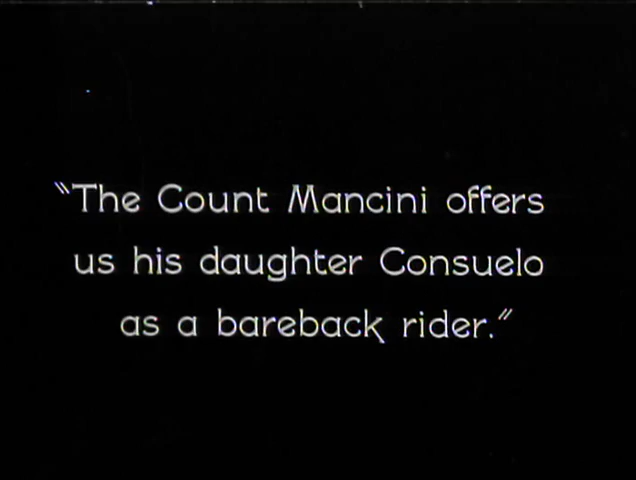 "The Count Mancini offers
us his daughter Consuelo
as a bareback rider."